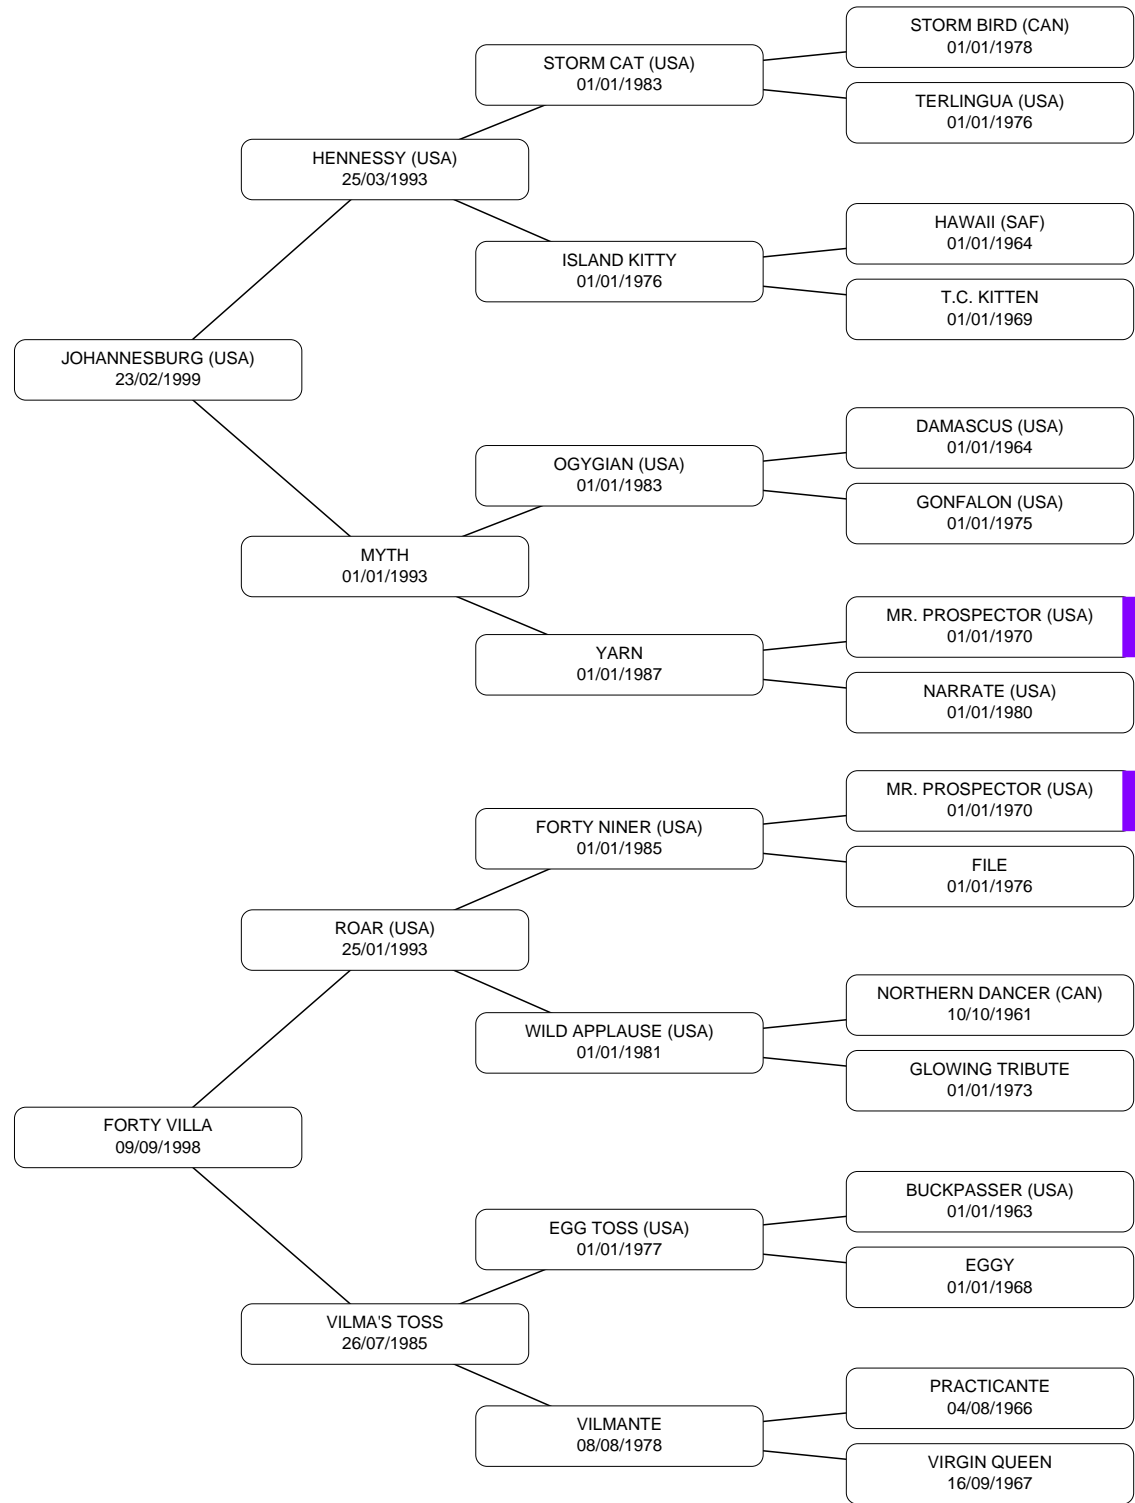 STORM BIRD (CAN)
01/01/1978
STORM CAT (USA)
01/01/1983
TERLINGUA (USA)
01/01/1976
HENNESSY (USA)
25/03/1993
HAWAII (SAF)
01/01/1964
ISLAND KITTY
01/01/1976
T.C. KITTEN
01/01/1969
JOHANNESBURG (USA)
23/02/1999
DAMASCUS (USA)
01/01/1964
OGYGIAN (USA)
01/01/1983
GONFALON (USA)
01/01/1975
MYTH
01/01/1993
MR. PROSPECTOR (USA)
01/01/1970
YARN
01/01/1987
NARRATE (USA)
01/01/1980
MR. PROSPECTOR (USA)
01/01/1970
FORTY NINER (USA)
01/01/1985
FILE
01/01/1976
ROAR (USA)
25/01/1993
NORTHERN DANCER (CAN)
10/10/1961
WILD APPLAUSE (USA)
01/01/1981
GLOWING TRIBUTE
01/01/1973
FORTY VILLA
09/09/1998
BUCKPASSER (USA)
01/01/1963
EGG TOSS (USA)
01/01/1977
EGGY
01/01/1968
VILMA'S TOSS
26/07/1985
PRACTICANTE
04/08/1966
VILMANTE
08/08/1978
VIRGIN QUEEN
16/09/1967